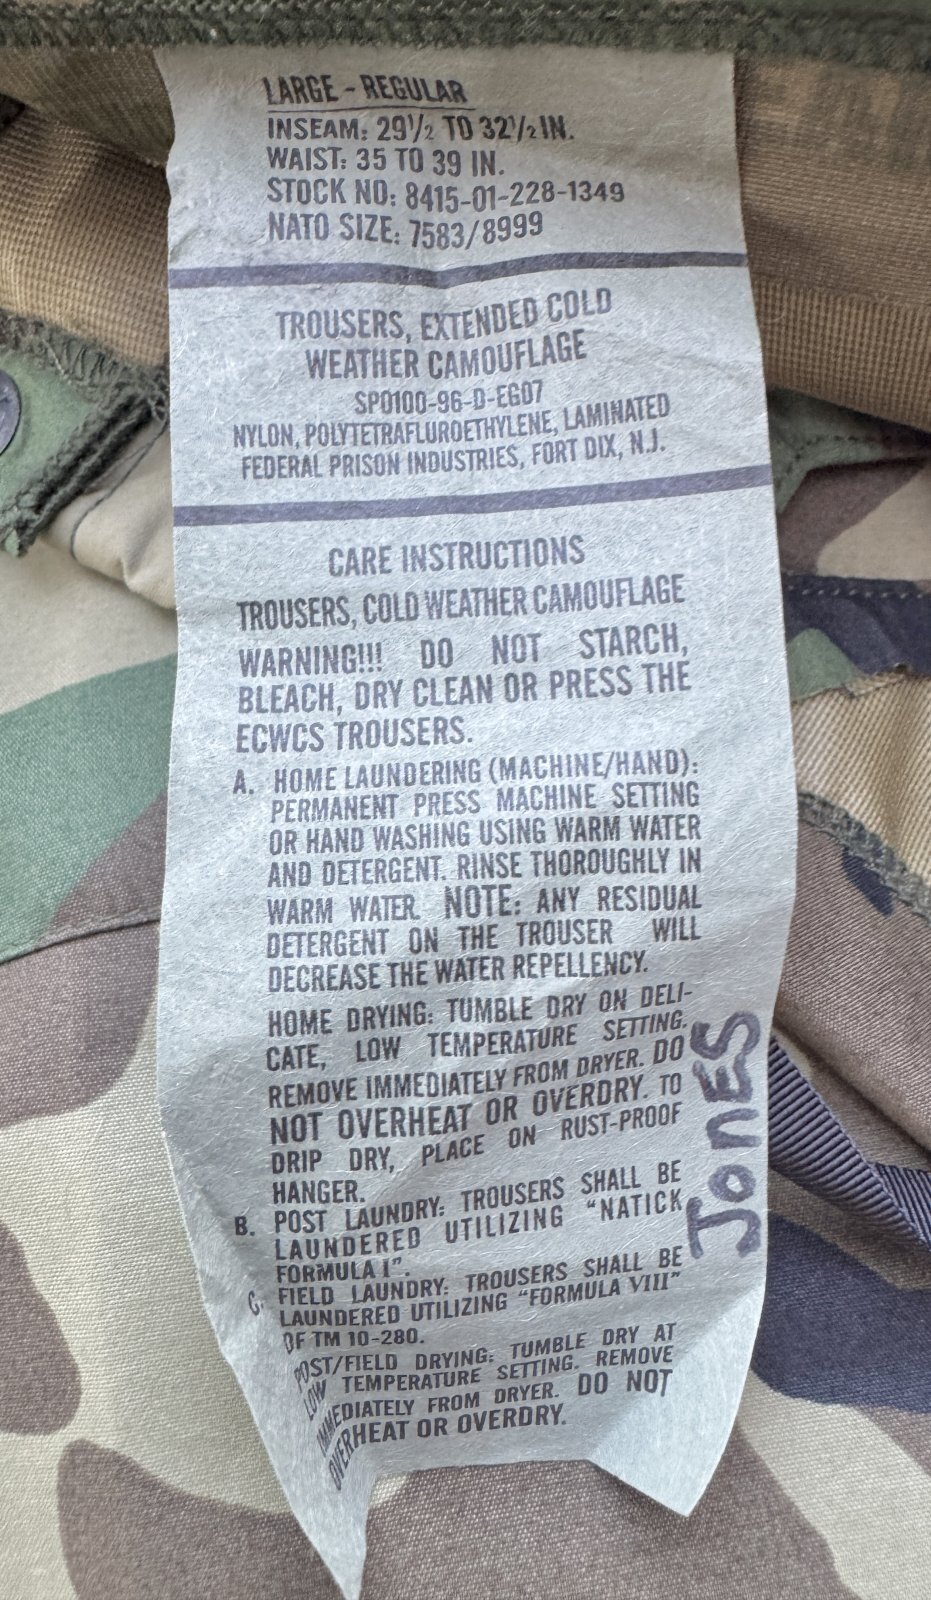 LARGE - REGULAR
INSEAM: 29½ TO 32½ IN.
WAIST: 35 TO 39 IN.
STOCK NO: 8415-01-228-1349
NATO SIZE: 7583/8999
TROUSERS, EXTENDED COLD
WEATHER CAMOUFLAGE
SP0100-96-D-EG07
NYLON, POLYTETRAFLUROETHYLENE, LAMINATED
FEDERAL PRISON INDUSTRIES, FORT DIX, N.J.
CARE INSTRUCTIONS
TROUSERS, COLD WEATHER CAMOUFLAGE
WARNING!!! DO NOT STARCH,
BLEACH, DRY CLEAN OR PRESS THE
ECWCS TROUSERS.
A. HOME LAUNDERING (MACHINE/HAND):
PERMANENT PRESS MACHINE SETTING
OR HAND WASHING USING WARM WATER
AND DETERGENT. RINSE THOROUGHLY IN
WARM WATER. NOTE: ANY RESIDUAL
DETERGENT ON THE TROUSER WILL
DECREASE THE WATER REPELLENCY.
HOME DRYING: TUMBLE DRY ON DELI-
CATE, LOW TEMPERATURE SETTING.
REMOVE IMMEDIATELY FROM DRYER. DO
NOT OVERHEAT OR OVERDRY. TO
DRIP DRY, PLACE ON RUST-PROOF
HANGER.
B. POST LAUNDRY: TROUSERS SHALL BE
LAUNDERED UTILIZING "NATICK
FORMULA I".
C. FIELD LAUNDRY: TROUSERS SHALL BE
LAUNDERED UTILIZING "FORMULA VIII"
OF TM 10-280.
POST/FIELD DRYING: TUMBLE DRY AT
LOW TEMPERATURE SETTING. REMOVE
IMMEDIATELY FROM DRYER. DO NOT
OVERHEAT OR OVERDRY.
JonES